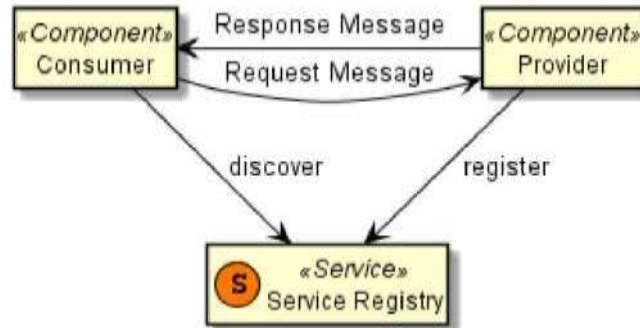 «Component»
Consumer
Response Message
Request Message
«Component»
Provider
discover
register
S
«Service»
Service Registry